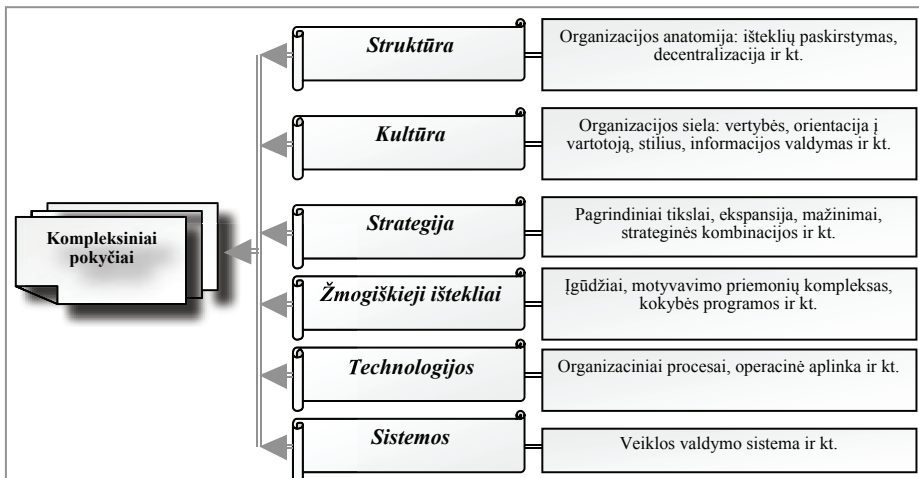 Struktūra
Organizacijos anatomija: išteklių paskirstymas,
decentralizacija ir kt.
Kultūra
Organizacijos siela: vertybės, orientacija į
vartotoją, stilius, informacijos valdymas ir kt.
Kompleksiniai
pokyčiai
Strategija
Pagrindiniai tikslai, ekspansija, mažinimai,
strateginės kombinacijos ir kt.
Žmogiškieji ištekliai
Įgūdžiai, motyvavimo priemonių kompleksas,
kokybės programos ir kt.
Technologijos
Organizaciniai procesai, operacinė aplinka ir kt.
Sistemos
Veiklos valdymo sistema ir kt.